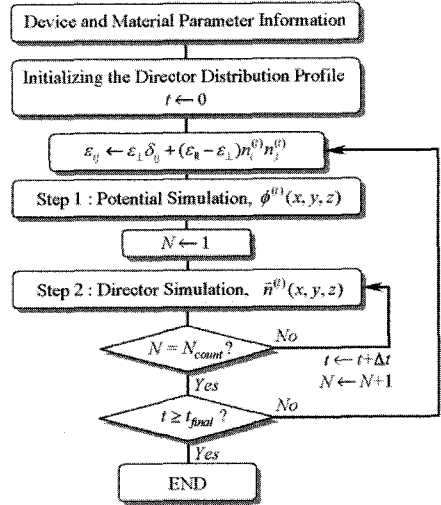 Device and Material Parameter Information
Initializing the Director Distribution Profile
t ← 0
ε_ij ← ε_⊥ δ_ij + (ε_∥ − ε_⊥) n_i^(t) n_j^(t)
Step 1 : Potential Simulation, ϕ^(t) (x, y, z)
N ← 1
Step 2 : Director Simulation, n̄^(t) (x, y, z)
N = N_count ?
No
t ← t+Δt
N ← N+1
Yes
t ≥ t_final ?
No
Yes
END